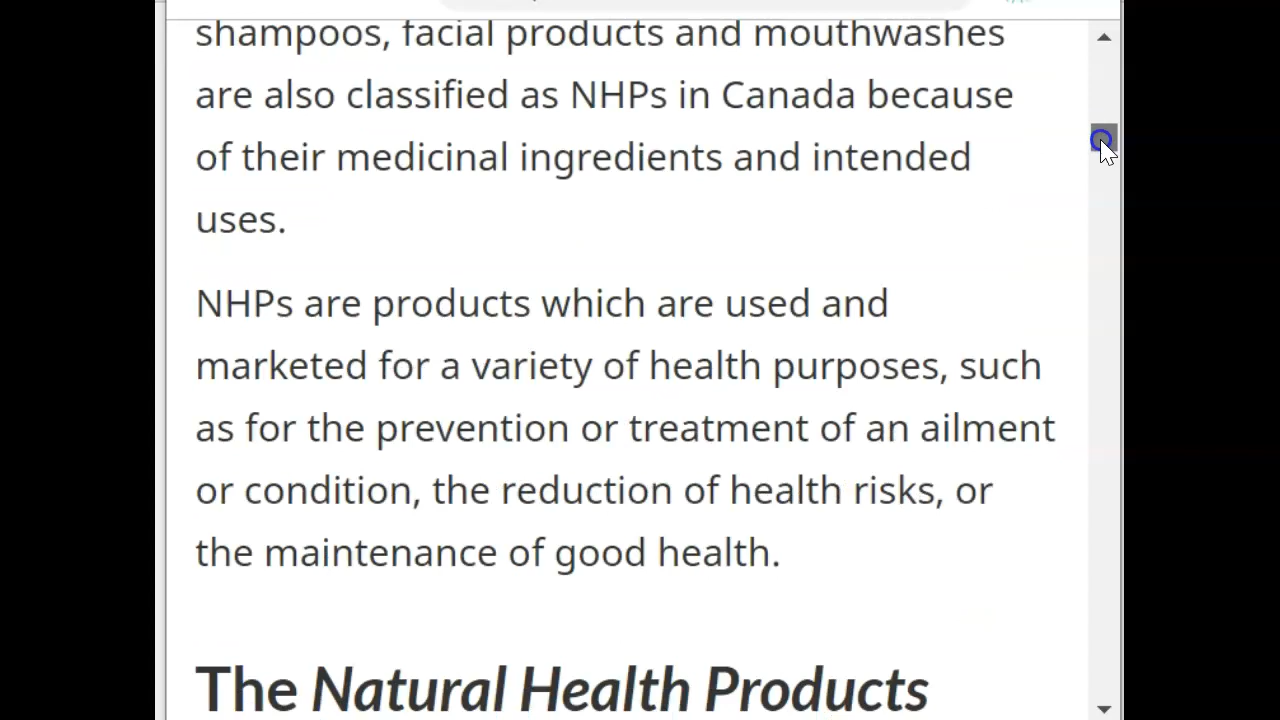 shampoos, facial products and mouthwashes
are also classified as NHPs in Canada because
of their medicinal ingredients and intended
uses.
NHPs are products which are used and
marketed for a variety of health purposes, such
as for the prevention or treatment of an ailment
or condition, the reduction of health risks, or
the maintenance of good health.
The Natural Health Products